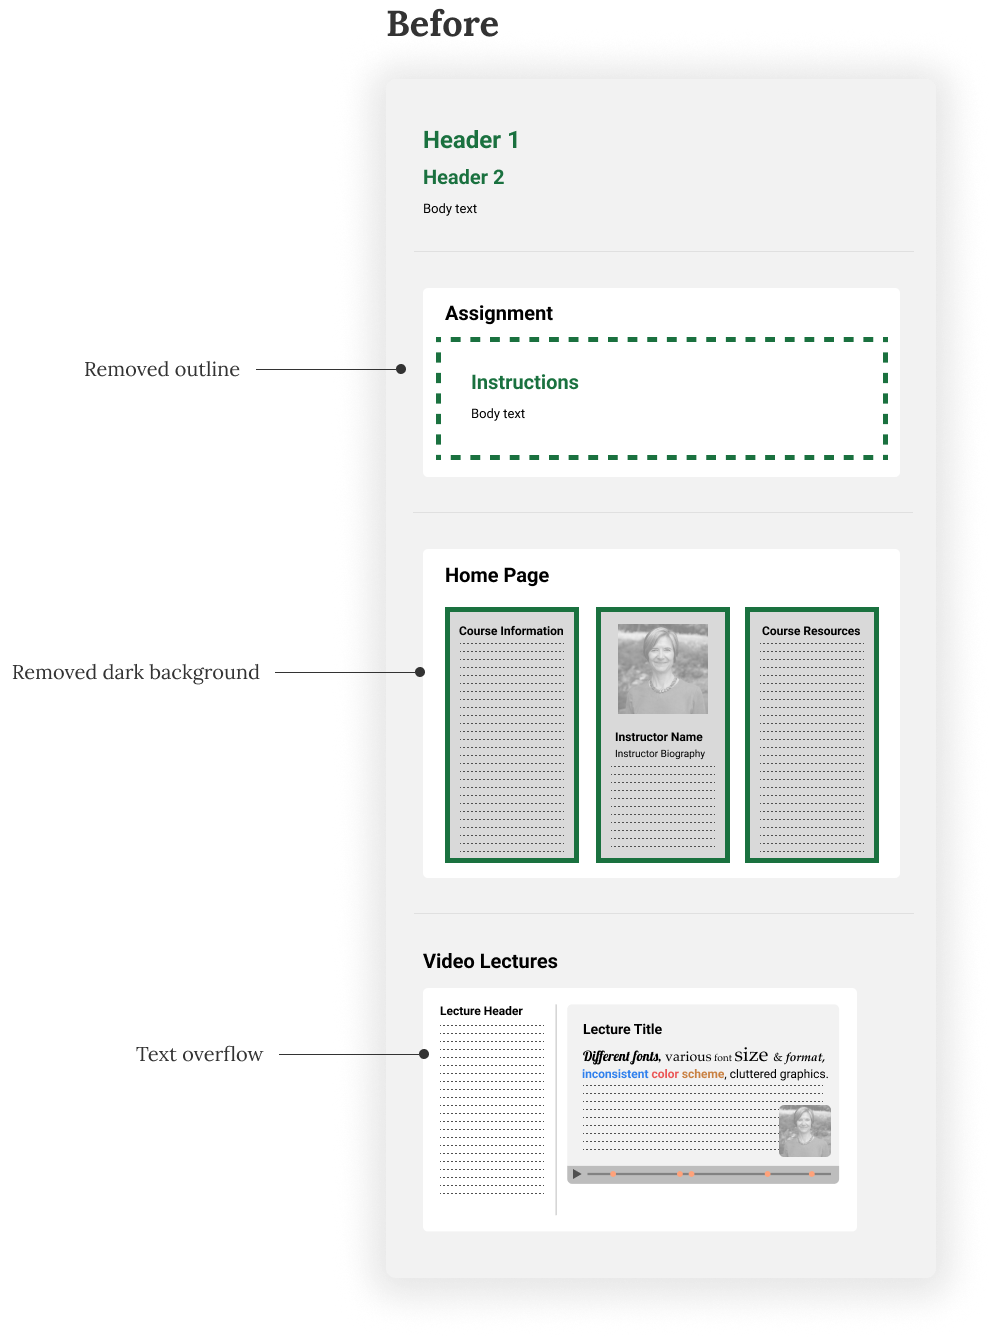 Before
Header 1
Header 2
Body text
Assignment
Removed outline
Instructions
Body text
Home Page
Course Information
Course Resources
Removed dark background
Instructor Name
Instructor Biography
Video Lectures
Lecture Header
Lecture Title
Text overflow
Different fonts, various font size & format,
inconsistent color scheme, cluttered graphics.